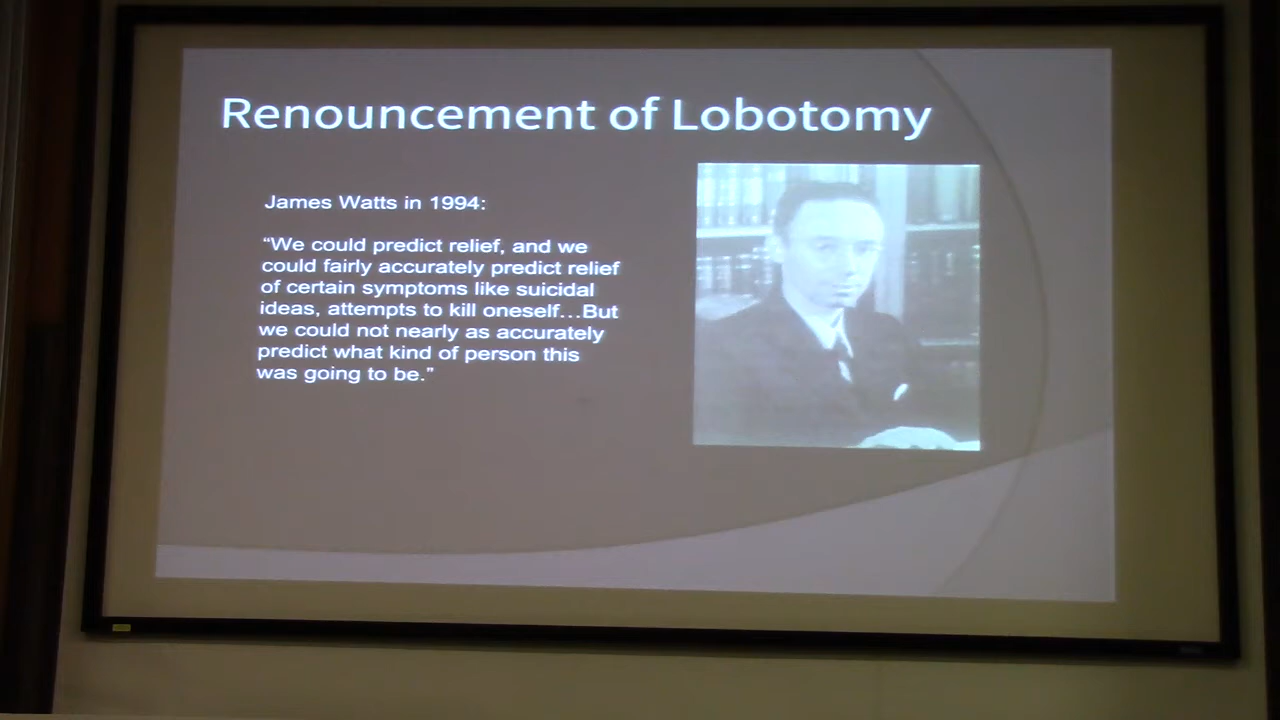 Renouncement of Lobotomy
James Watts in 1994:
“We could predict relief, and we
could fairly accurately predict relief
of certain symptoms like suicidal
ideas, attempts to kill oneself…But
we could not nearly as accurately
predict what kind of person this
was going to be.”